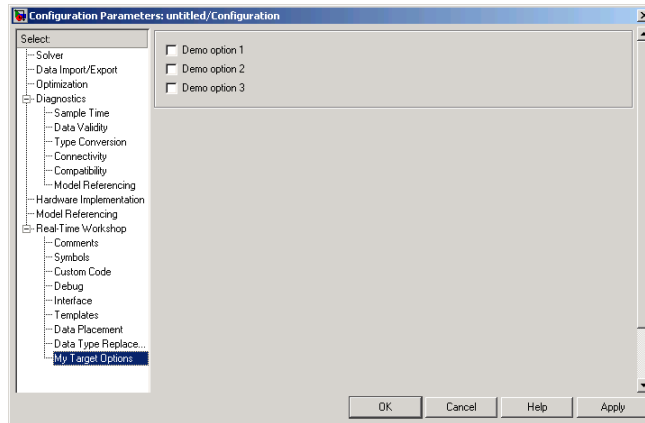 Configuration Parameters: untitled/Configuration
Select:
Solver
Data Import/Export
Optimization
Diagnostics
Sample Time
Data Validity
Type Conversion
Connectivity
Compatibility
Model Referencing
Hardware Implementation
Model Referencing
Real-Time Workshop
Comments
Symbols
Custom Code
Debug
Interface
Templates
Data Placement
Data Type Replace...
My Target Options
Demo option 1
Demo option 2
Demo option 3
OK Cancel Help Apply